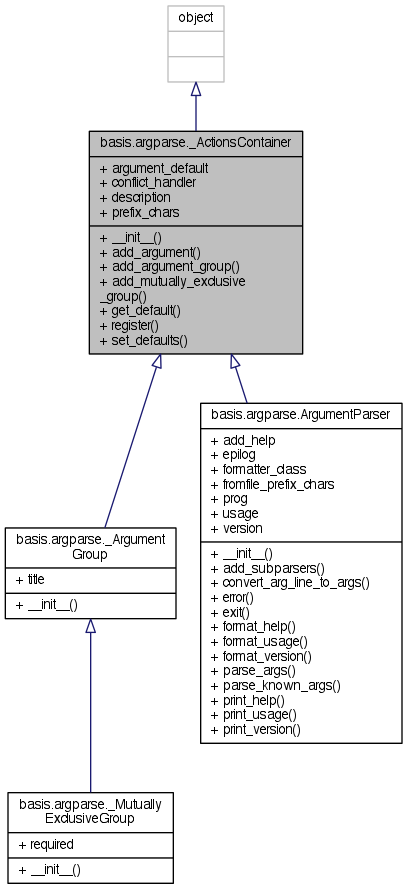 object
basis.argparse._ActionsContainer
+ argument_default
+ conflict_handler
+ description
+ prefix_chars
+ __init__()
+ add_argument()
+ add_argument_group()
+ add_mutually_exclusive
_group()
+ get_default()
+ register()
+ set_defaults()
basis.argparse.ArgumentParser
+ add_help
+ epilog
+ formatter_class
+ fromfile_prefix_chars
+ prog
+ usage
+ version
+ __init__()
+ add_subparsers()
+ convert_arg_line_to_args()
+ error()
+ exit()
+ format_help()
+ format_usage()
+ format_version()
+ parse_args()
+ parse_known_args()
+ print_help()
+ print_usage()
+ print_version()
basis.argparse._Argument
Group
+ title
+ __init__()
basis.argparse._Mutually
ExclusiveGroup
+ required
+ __init__()